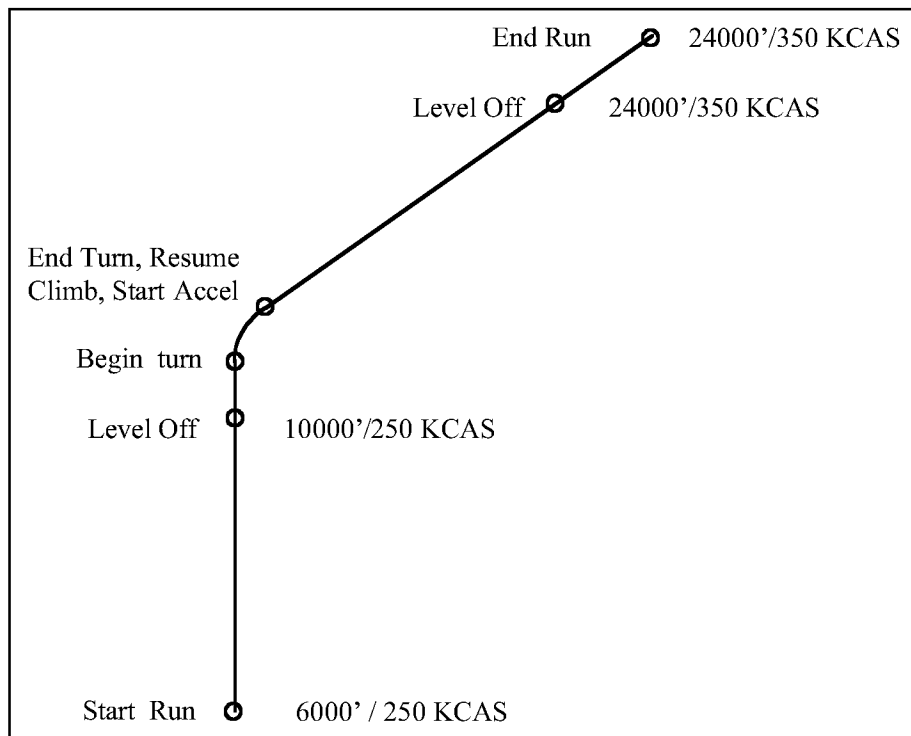 End Run 24000’/350 KCAS
Level Off 24000’/350 KCAS
End Turn, Resume
Climb, Start Accel
Begin turn
Level Off 10000’/250 KCAS
Start Run 6000’ / 250 KCAS